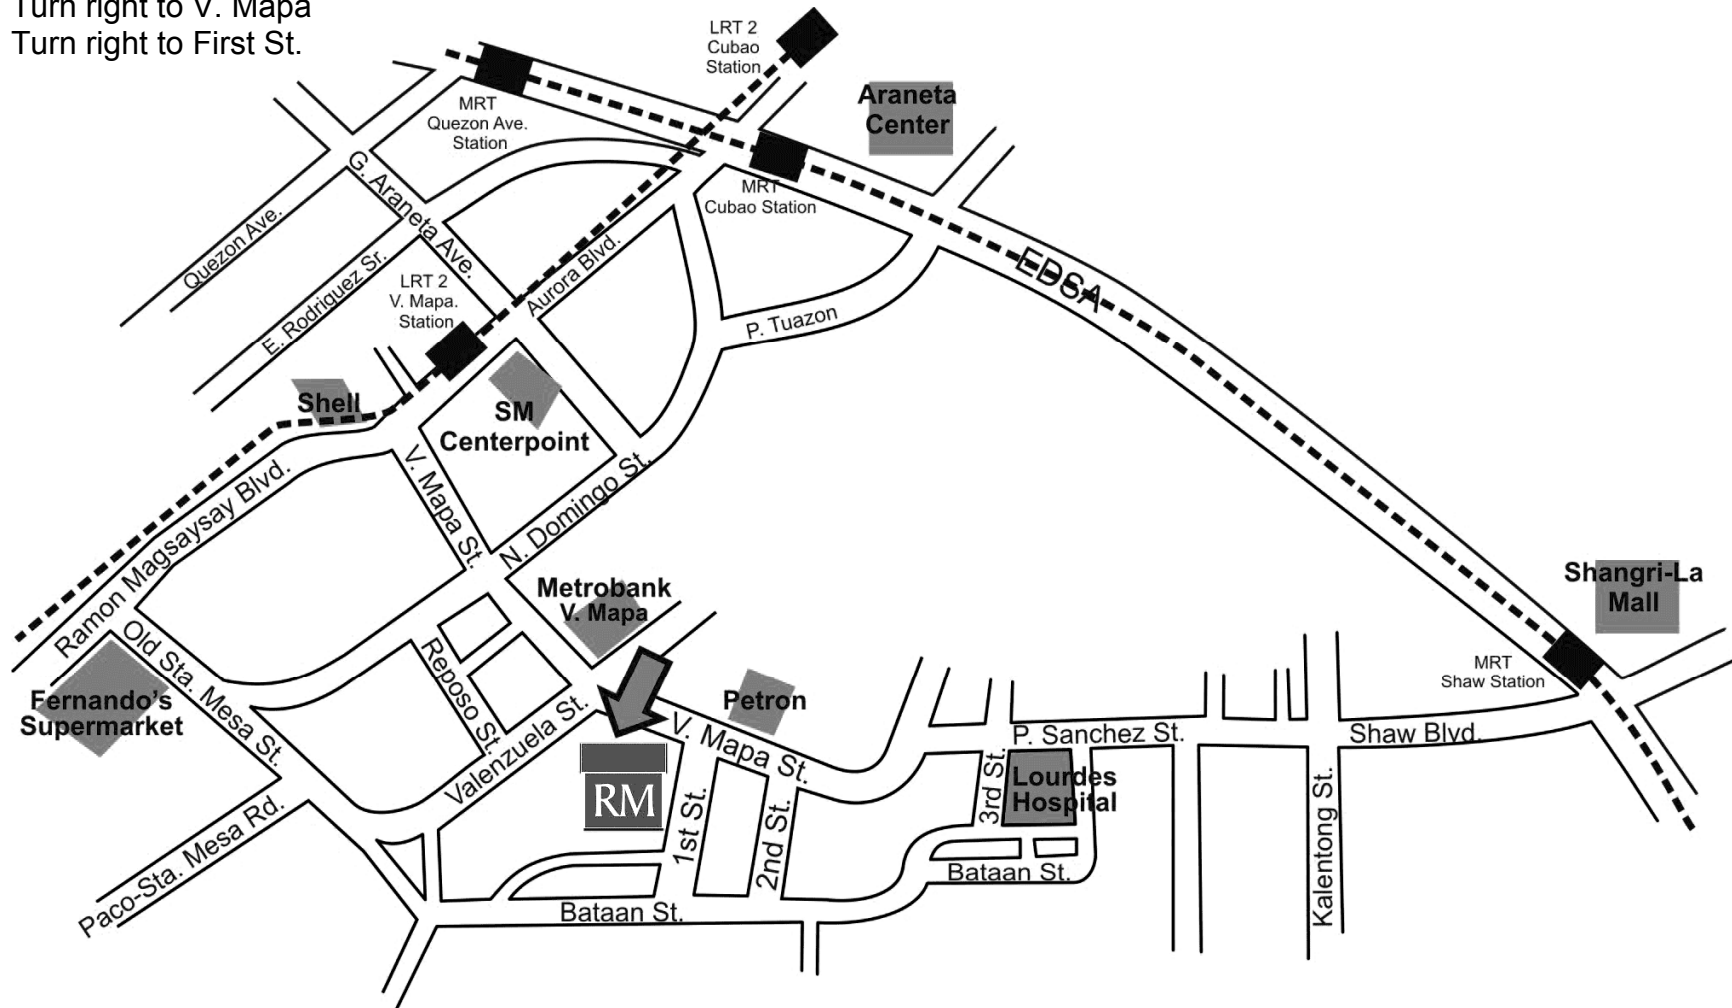 Turn right to V. Mapa
Turn right to First St.
LRT 2
Cubao
Station
MRT
Quezon Ave.
Station
Araneta
Center
MRT
Cubao Station
G. Araneta Ave.
Quezon Ave.
E. Rodriquez Sr.
Aurora Blvd.
LRT 2
V. Mapa.
Station
P. Tuazon
EDSA
Shell
SM
Centerpoint
V. Mapa St.
N. Domingo St.
Ramon Magsaysay Blvd.
Metrobank
V. Mapa
Shangri-La
Mall
Old Sta. Mesa St.
Reposo St.
MRT
Shaw Station
Fernando's
Supermarket
Petron
V. Mapa St.
Valenzuela St.
P. Sanchez St.
Shaw Blvd.
3rd St.
Lourdes
Hospital
RM
1st St.
2nd St.
Kalentong St.
Paco-Sta. Mesa Rd.
Bataan St.
Bataan St.